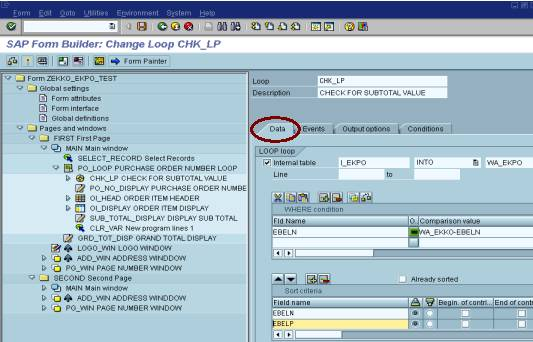 Form Edit Goto Utilities Environment System Help
SAP Form Builder: Change Loop CHK_LP
Form Painter
Form ZEKKO_EKPO_TEST
Global settings
Form attributes
Form interface
Global definitions
Pages and windows
FIRST First Page
MAIN Main window
SELECT_RECORD Select Records
PO_LOOP PURCHASE ORDER NUMBER LOOP
CHK_LP CHECK FOR SUBTOTAL VALUE
PO_NO_DISPLAY PURCHASE ORDER NUMBE
OI_HEAD ORDER ITEM HEADER
OI_DISPLAY ORDER ITEM DISPLAY
SUB_TOTAL_DISPLAY DISPLAY SUB TOTAL
CLR_VAR New program lines 1
GRD_TOT_DISP GRAND TOTAL DISPLAY
LOGO_WIN LOGO WINDOW
ADD_WIN ADDRESS WINDDOW
PG_WIN PAGE NUMBER WINDOW
SECOND Second Page
MAIN Main window
ADD_WIN ADDRESS WINDDOW
PG_WIN PAGE NUMBER WINDOW
Loop CHK_LP
Description CHECK FOR SUBTOTAL VALUE
Data Events Output options Conditions
LOOP loop
Internal table I_EKPO INTO WA_EKPO
Line to
WHERE condition
Fld Name O.. Comparison value
EBELN WA_EKKO-EBELN
Already sorted
Sort criteria
Field name Begin. of contrl... End of contr
EBELN
EBELP